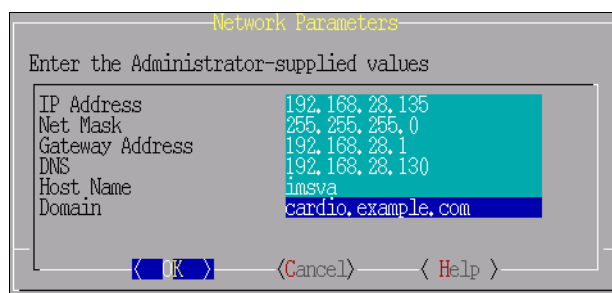 Network Parameters
Enter the Administrator-supplied values
IP Address 192.168.28.135
Net Mask 255.255.255.0
Gateway Address 192.168.28.1
DNS 192.168.28.130
Host Name imsva
Domain cardio.example.com
< OK > <Cancel> < Help >